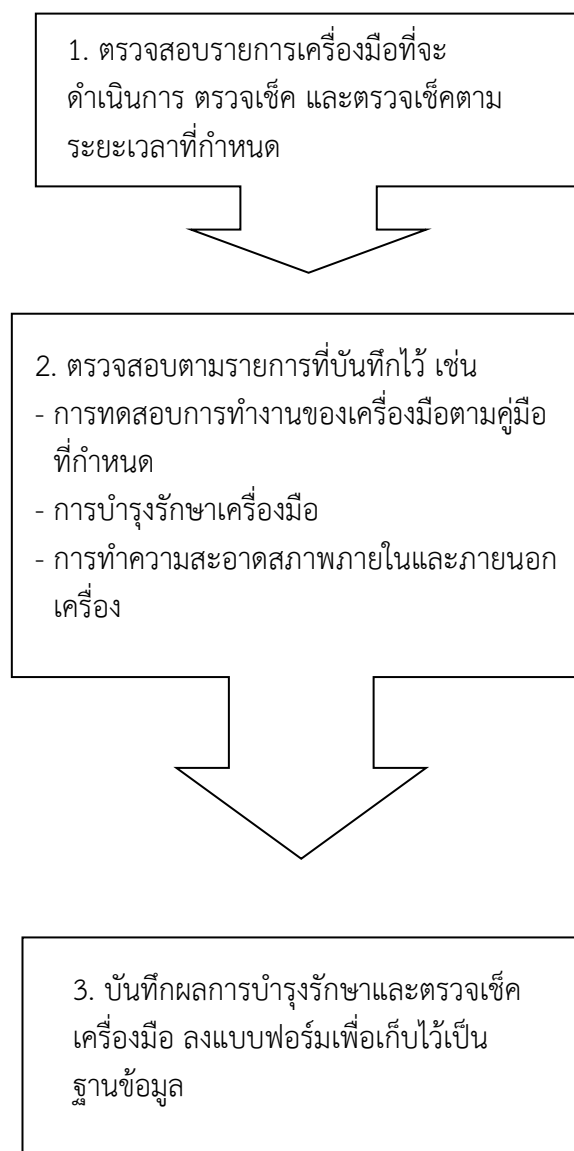 1. ตรวจสอบรายการเครื่องมือที่จะ
ดำเนินการ ตรวจเช็ค และตรวจเช็คตาม
ระยะเวลาที่กำหนด
2. ตรวจสอบตามรายการที่บันทึกไว้ เช่น
- การทดสอบการทำงานของเครื่องมือตามคู่มือ
ที่กำหนด
- การบำรุงรักษาเครื่องมือ
- การทำความสะอาดสภาพภายในและภายนอก
เครื่อง
3. บันทึกผลการบำรุงรักษาและตรวจเช็ค
เครื่องมือ ลงแบบฟอร์มเพื่อเก็บไว้เป็น
ฐานข้อมูล